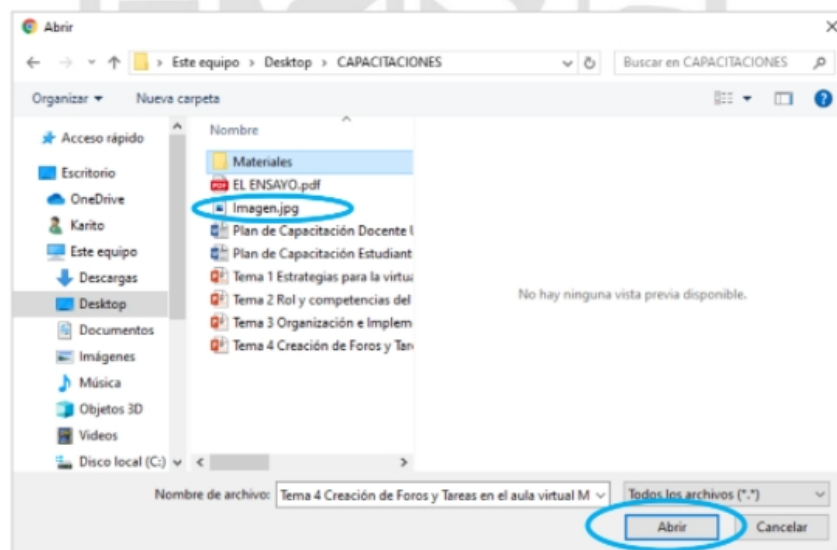 Abrir
Este equipo > Desktop > CAPACITACIONES
Buscar en CAPACITACIONES
Organizar
Nueva carpeta
Acceso rápido
Escritorio
OneDrive
Karito
Este equipo
Descargas
Desktop
Documentos
Imágenes
Música
Objetos 3D
Videos
Disco local (C:)
Nombre
Materiales
EL ENSAYO.pdf
Imagen.jpg
Plan de Capacitación Docente
Plan de Capacitación Estudiant
Tema 1 Estrategias para la virtua
Tema 2 Rol y competencias del
Tema 3 Organización e Implem
Tema 4 Creación de Foros y Tar
No hay ninguna vista previa disponible.
Nombre de archivo: Tema 4 Creación de Foros y Tareas en el aula virtual M
Todos los archivos (*.*)
Abrir
Cancelar